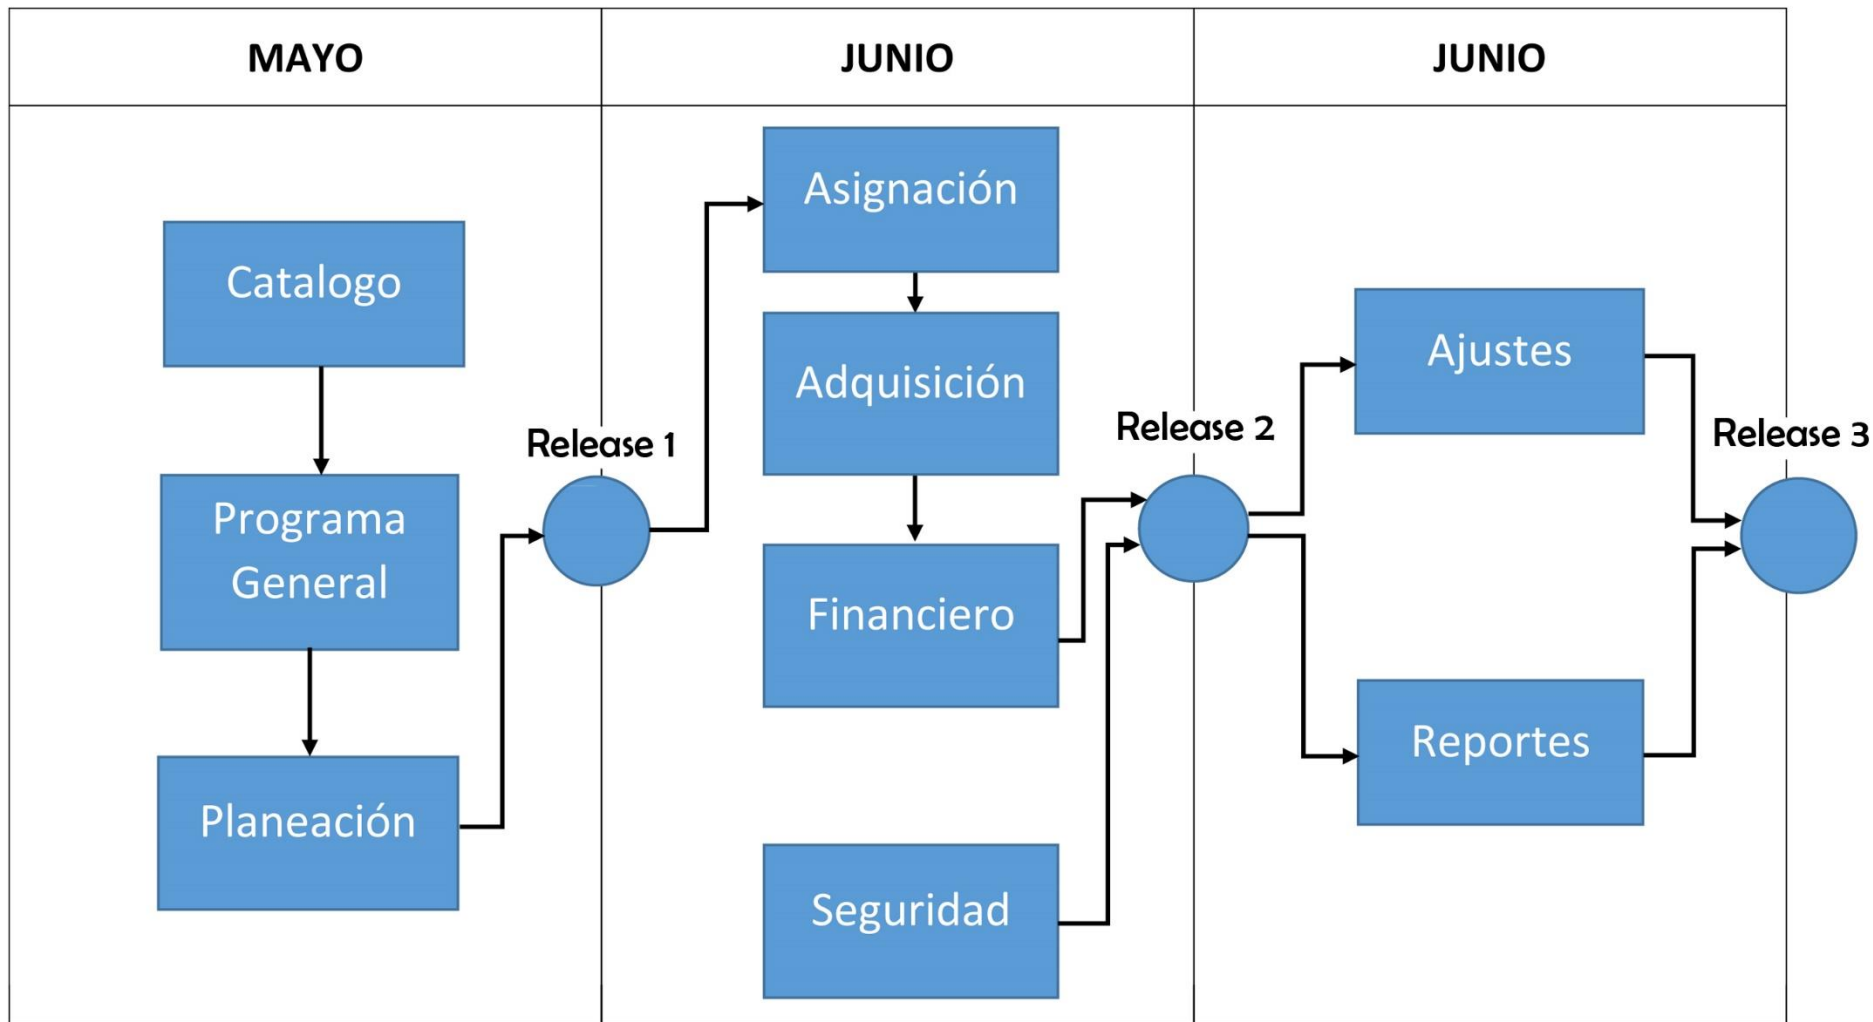 MAYO
JUNIO
JUNIO
Catalogo
Programa
General
Planeación
Release 1
Asignación
Adquisición
Financiero
Seguridad
Release 2
Ajustes
Reportes
Release 3